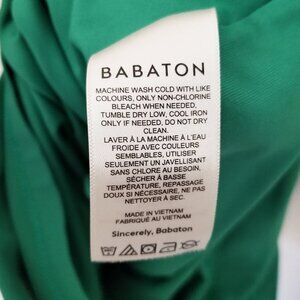 BABATON
MACHINE WASH COLD WITH LIKE
COLOURS, ONLY NON-CHLORINE
BLEACH WHEN NEEDED,
TUMBLE DRY LOW, COOL IRON
ONLY IF NEEDED, DO NOT DRY
CLEAN.
LAVER À LA MACHINE À L'EAU
FROIDE AVEC COULEURS
SEMBLABLES, UTILISER
SEULEMENT UN JAVELLISANT
SANS CHLORE AU BESOIN,
SÉCHER À BASSE
TEMPÉRATURE, REPASSAGE
DOUX SI NÉCESSAIRE, NE PAS
NETTOYER À SEC.
MADE IN VIETNAM
FABRIQUÉ AU VIETNAM
Sincerely, Babaton